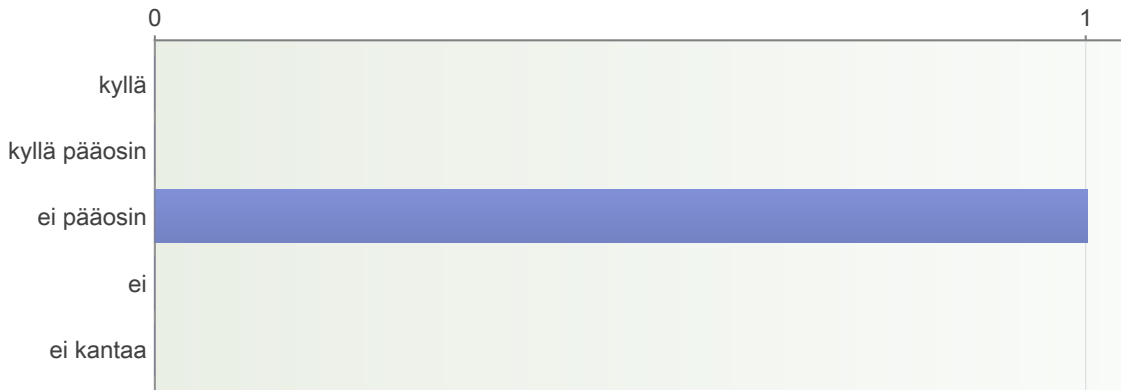 0 1
kyllä
kyllä pääosin
ei pääosin
ei
ei kantaa